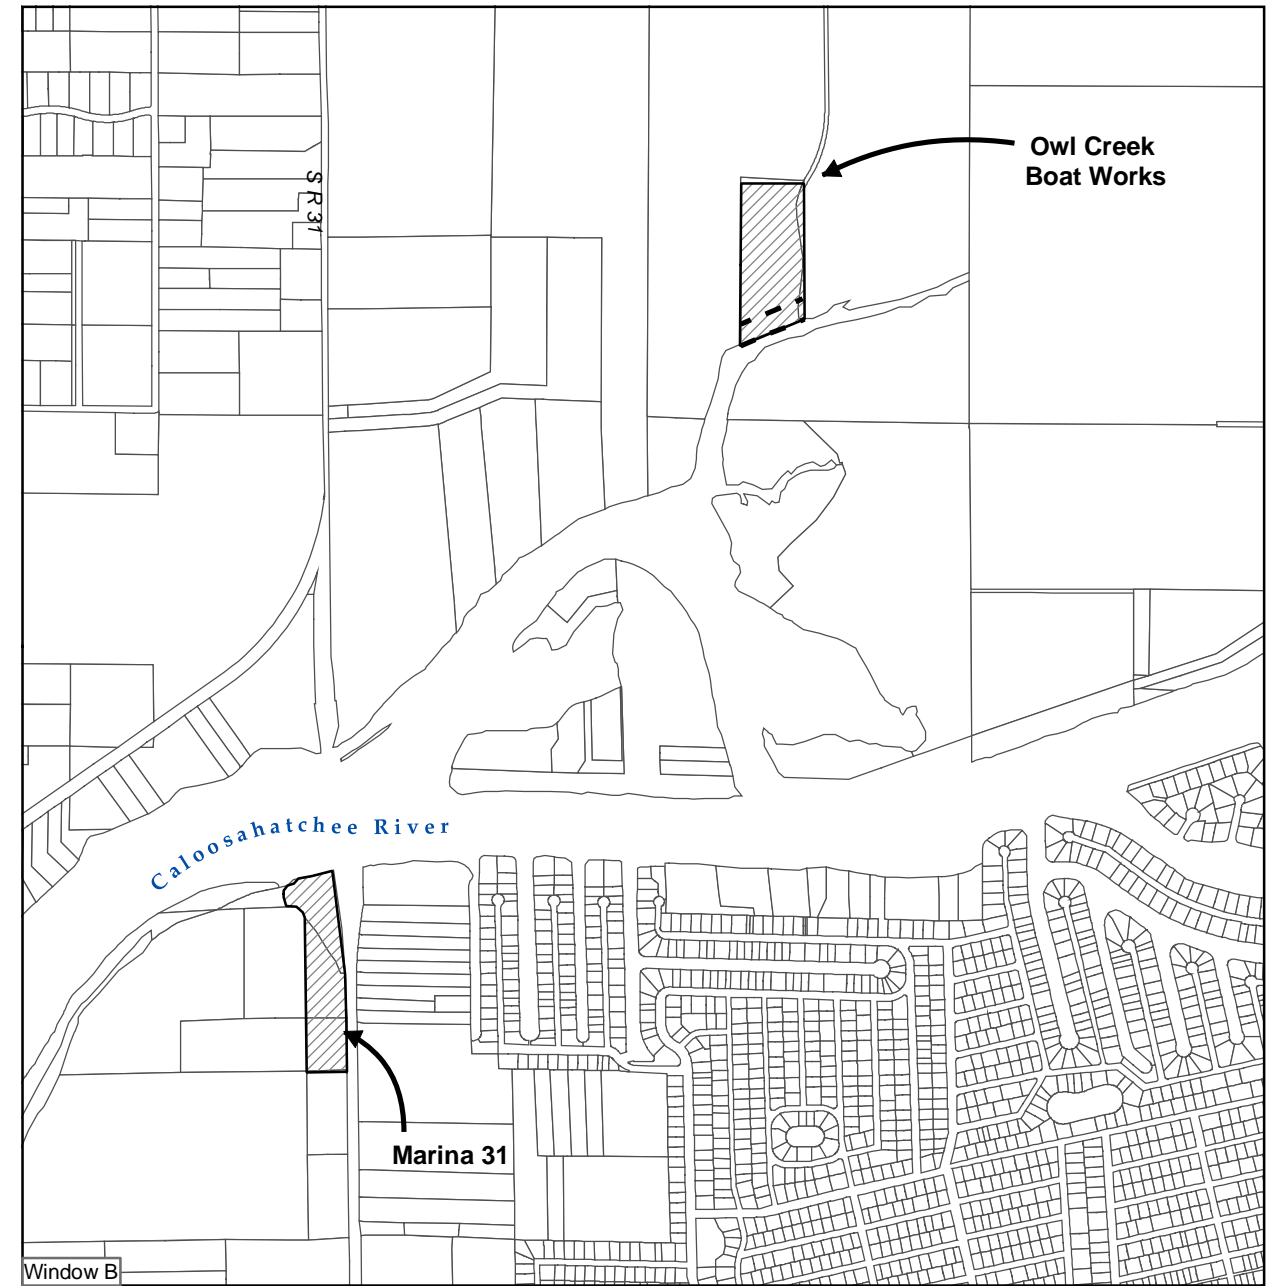 Owl Creek
Boat Works
S R 31
Caloosahatchee River
Marina 31
Window B